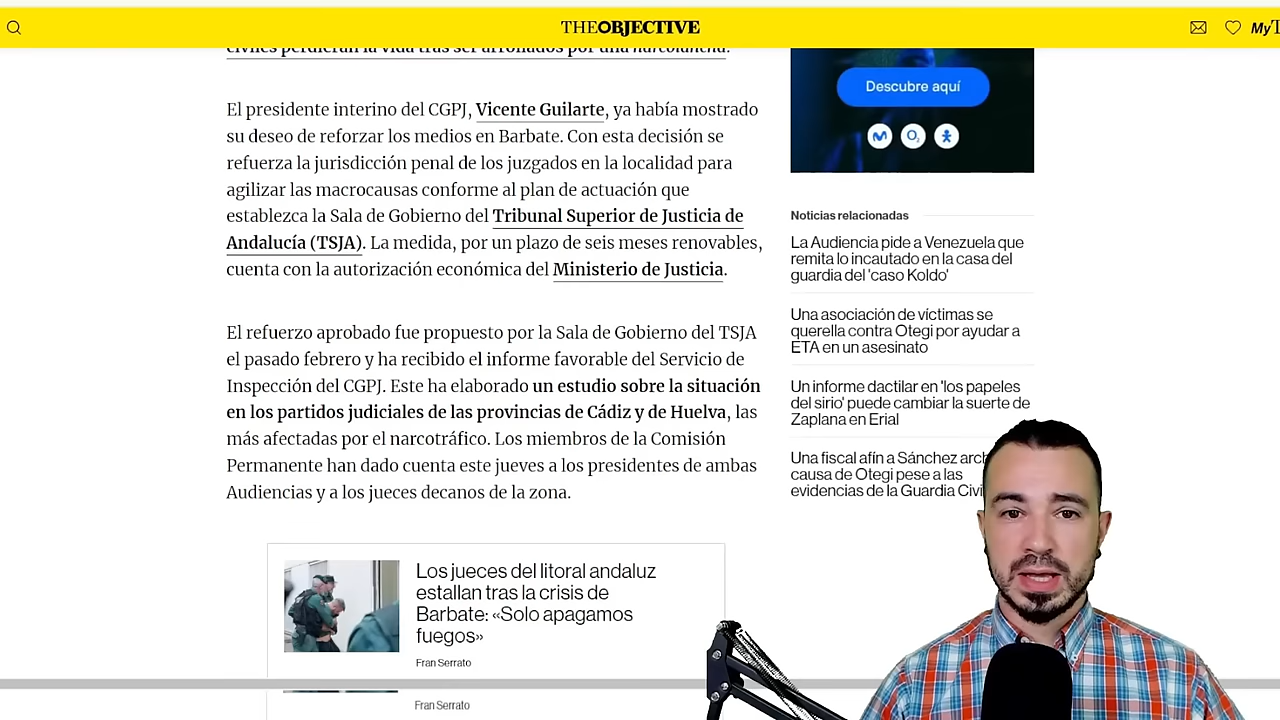 THEOBJECTIVE
MyT
civiles perdieran la vida tras ser arrollados por una narcolancha.
El presidente interino del CGPJ, Vicente Guilarte, ya había mostrado
su deseo de reforzar los medios en Barbate. Con esta decisión se
refuerza la jurisdicción penal de los juzgados en la localidad para
agilizar las macrocausas conforme al plan de actuación que
establezca la Sala de Gobierno del Tribunal Superior de Justicia de
Andalucía (TSJA). La medida, por un plazo de seis meses renovables,
cuenta con la autorización económica del Ministerio de Justicia.
El refuerzo aprobado fue propuesto por la Sala de Gobierno del TSJA
el pasado febrero y ha recibido el informe favorable del Servicio de
Inspección del CGPJ. Este ha elaborado un estudio sobre la situación
en los partidos judiciales de las provincias de Cádiz y de Huelva, las
más afectadas por el narcotráfico. Los miembros de la Comisión
Permanente han dado cuenta este jueves a los presidentes de ambas
Audiencias y a los jueces decanos de la zona.
Los jueces del litoral andaluz
estallan tras la crisis de
Barbate: «Solo apagamos
fuegos»
Fran Serrato
Fran Serrato
Descubre aquí
O2
Noticias relacionadas
La Audiencia pide a Venezuela que
remita lo incautado en la casa del
guardia del 'caso Koldo'
Una asociación de víctimas se
querella contra Otegi por ayudar a
ETA en un asesinato
Un informe dactilar en 'los papeles
del sirio' puede cambiar la suerte de
Zaplana en Erial
Una fiscal afín a Sánchez arch
causa de Otegi pese a las
evidencias de la Guardia Civi